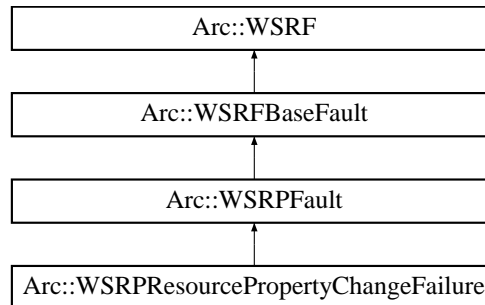 Arc::WSRF
Arc::WSRFBaseFault
Arc::WSRPFault
Arc::WSRPResourcePropertyChangeFailure